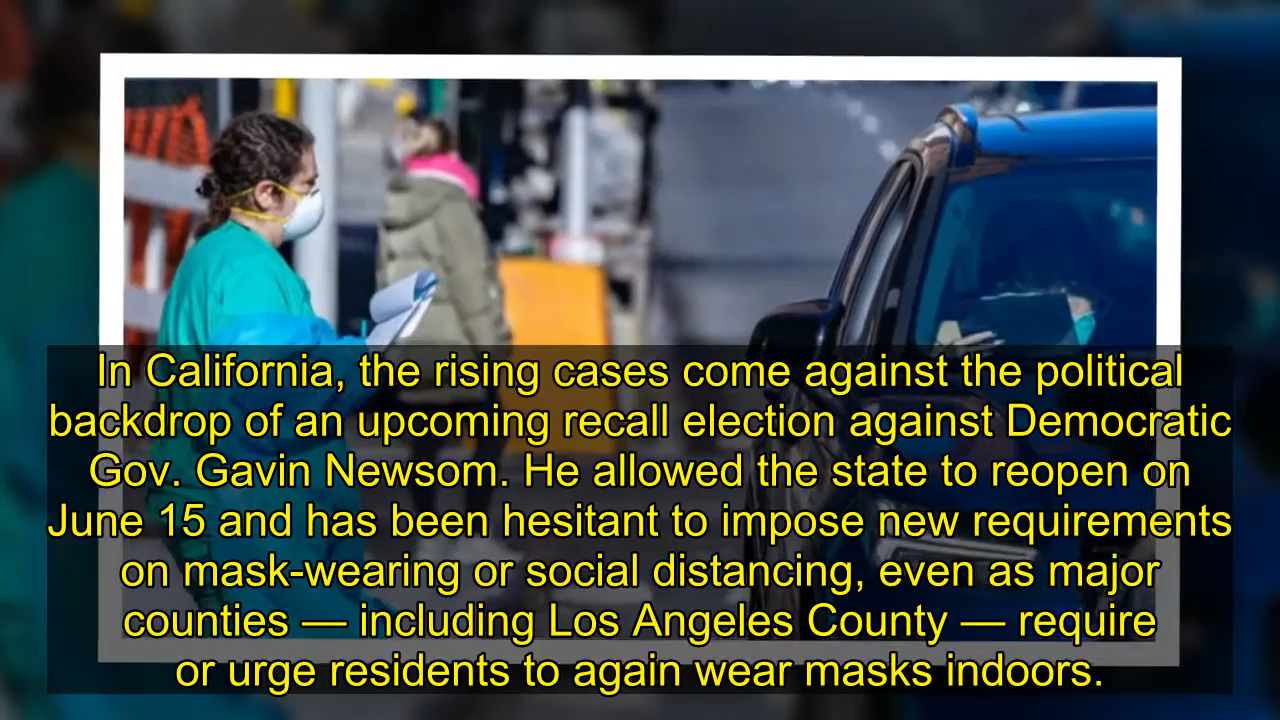 In California, the rising cases come against the political
backdrop of an upcoming recall election against Democratic
Gov. Gavin Newsom. He allowed the state to reopen on
June 15 and has been hesitant to impose new requirements
on mask-wearing or social distancing, even as major
counties — including Los Angeles County — require
or urge residents to again wear masks indoors.